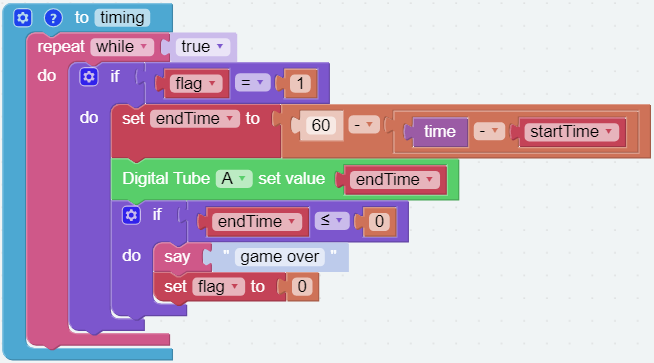 ? to timing
repeat while true
do if flag = 1
do set endTime to 60 - time - startTime
Digital Tube A set value endTime
if endTime ≤ 0
do say " game over "
set flag to 0